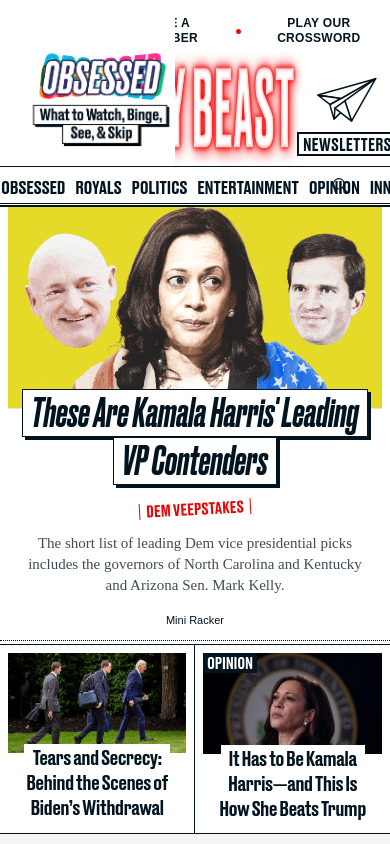 E A
BER
PLAY OUR
CROSSWORD
OBSESSED
What to Watch, Binge,
See, & Skip
Y BEAST
NEWSLETTERS
OBSESSED ROYALS POLITICS ENTERTAINMENT OPINION INN
These Are Kamala Harris' Leading
VP Contenders
DEM VEEPSTAKES
The short list of leading Dem vice presidential picks
includes the governors of North Carolina and Kentucky
and Arizona Sen. Mark Kelly.
Mini Racker
Tears and Secrecy:
Behind the Scenes of
Biden's Withdrawal
OPINION
It Has to Be Kamala
Harris—and This Is
How She Beats Trump